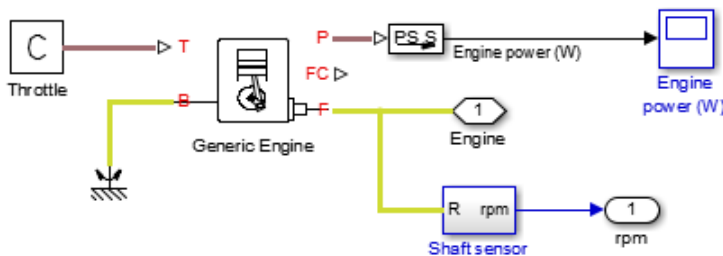 C
T
P
PS S
Engine power (W)
FC
Throttle
Engine
power (W)
B
F
1
Generic Engine
Engine
R rpm
1
Shaft sensor
rpm